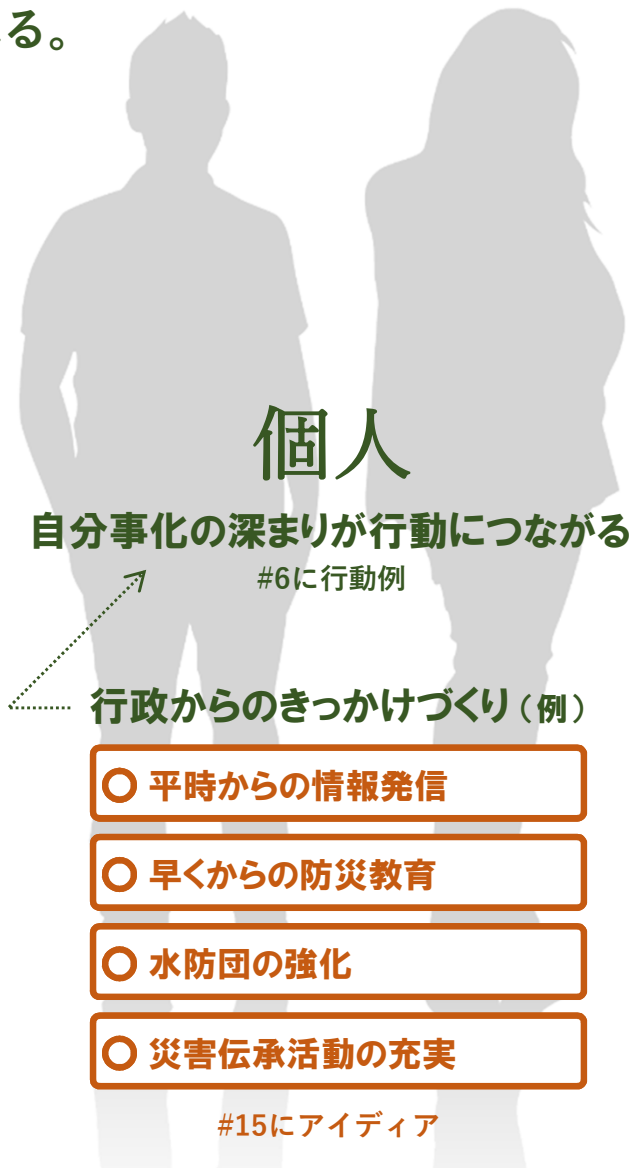 る。
個人
自分事化の深まりが行動につながる
#6に行動例
行政からのきっかけづくり（例）
平時からの情報発信
早くからの防災教育
水防団の強化
災害伝承活動の充実
#15にアイディア